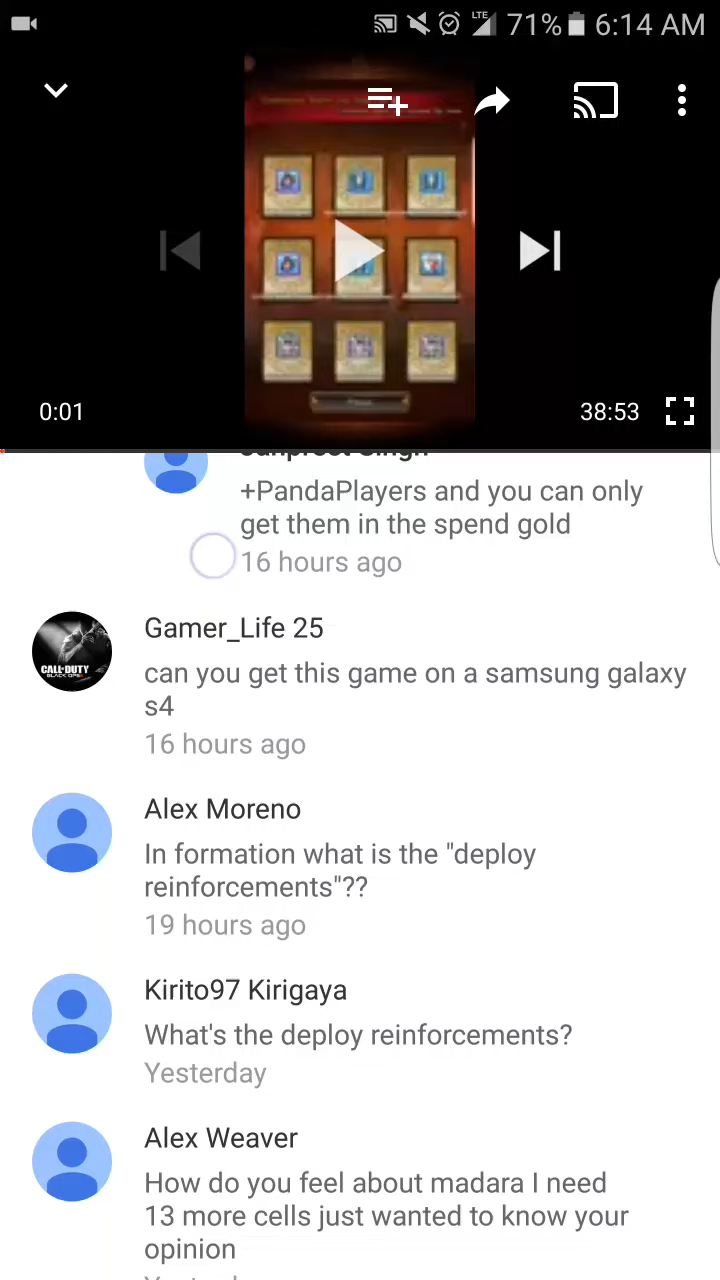 LTE 71% 6:14 AM
0:01
38:53
+PandaPlayers and you can only
get them in the spend gold
16 hours ago
CALL·DUTY
BLACK OPS
Gamer_Life 25
can you get this game on a samsung galaxy
s4
16 hours ago
Alex Moreno
In formation what is the "deploy
reinforcements"??
19 hours ago
Kirito97 Kirigaya
What's the deploy reinforcements?
Yesterday
Alex Weaver
How do you feel about madara I need
13 more cells just wanted to know your
opinion